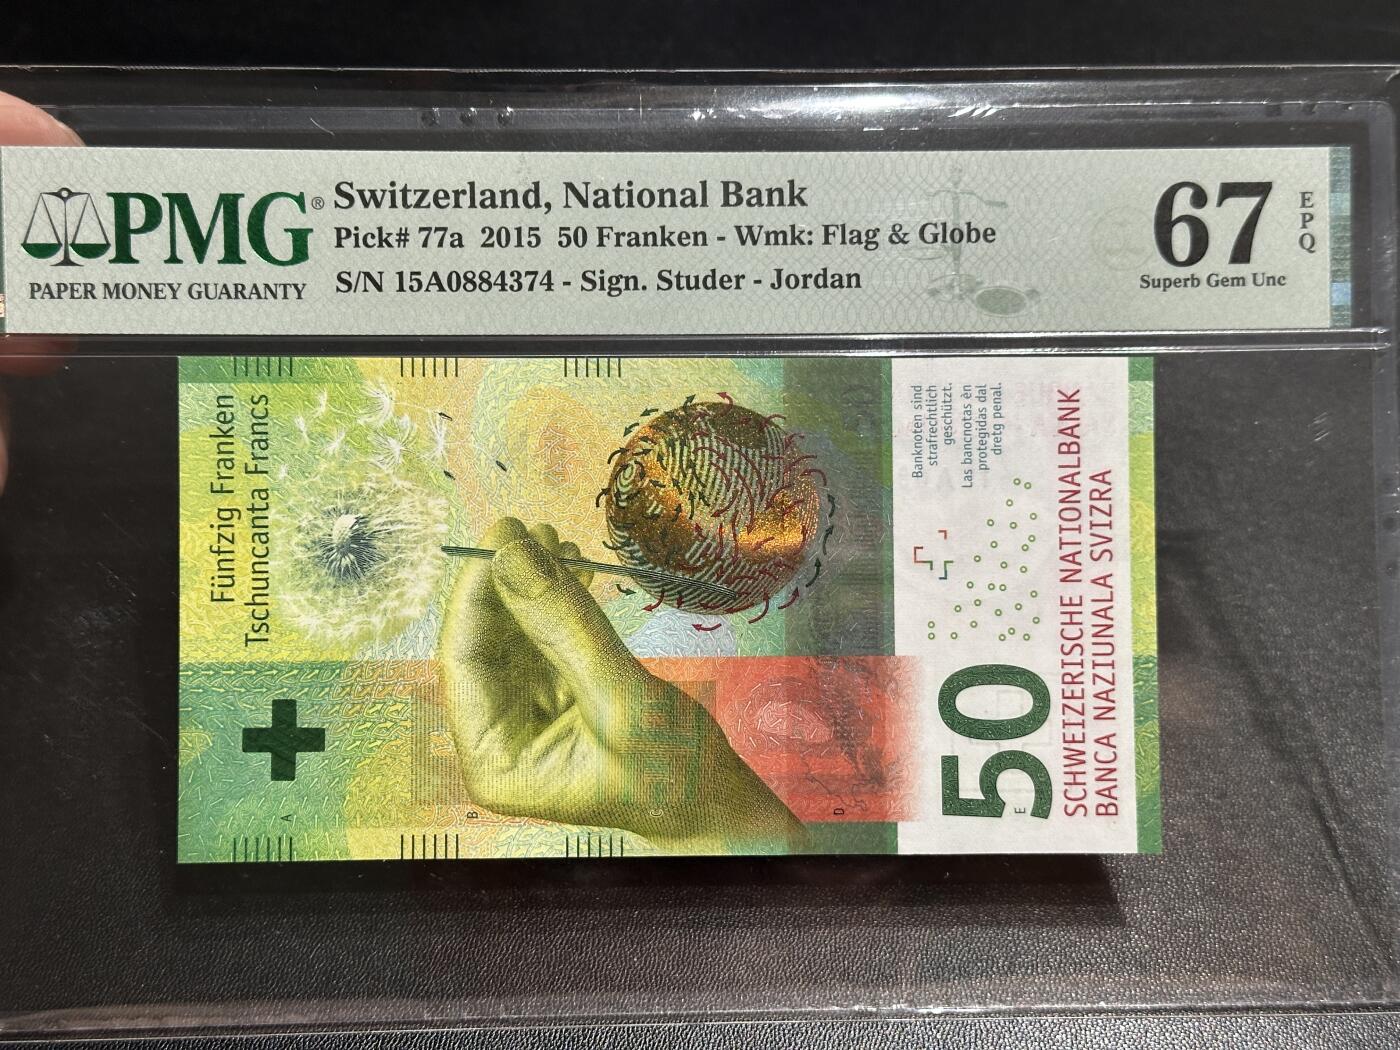 PMG®
PAPER MONEY GUARANTY
Switzerland, National Bank
Pick# 77a 2015 50 Franken - Wmk: Flag & Globe
S/N 15A0884374 - Sign. Studer - Jordan
67
EPQ
Superb Gem Unc
Fünfzig Franken
Tschuncanta Francs
Banknoten sind
strafrechtlich
geschützt.
Las bancnotas èn
protegidas dal
dretg penal.
50
SCHWEIZERISCHE NATIONALBANK
BANCA NAZIUNALA SVIZRA
A
B
C
D
E